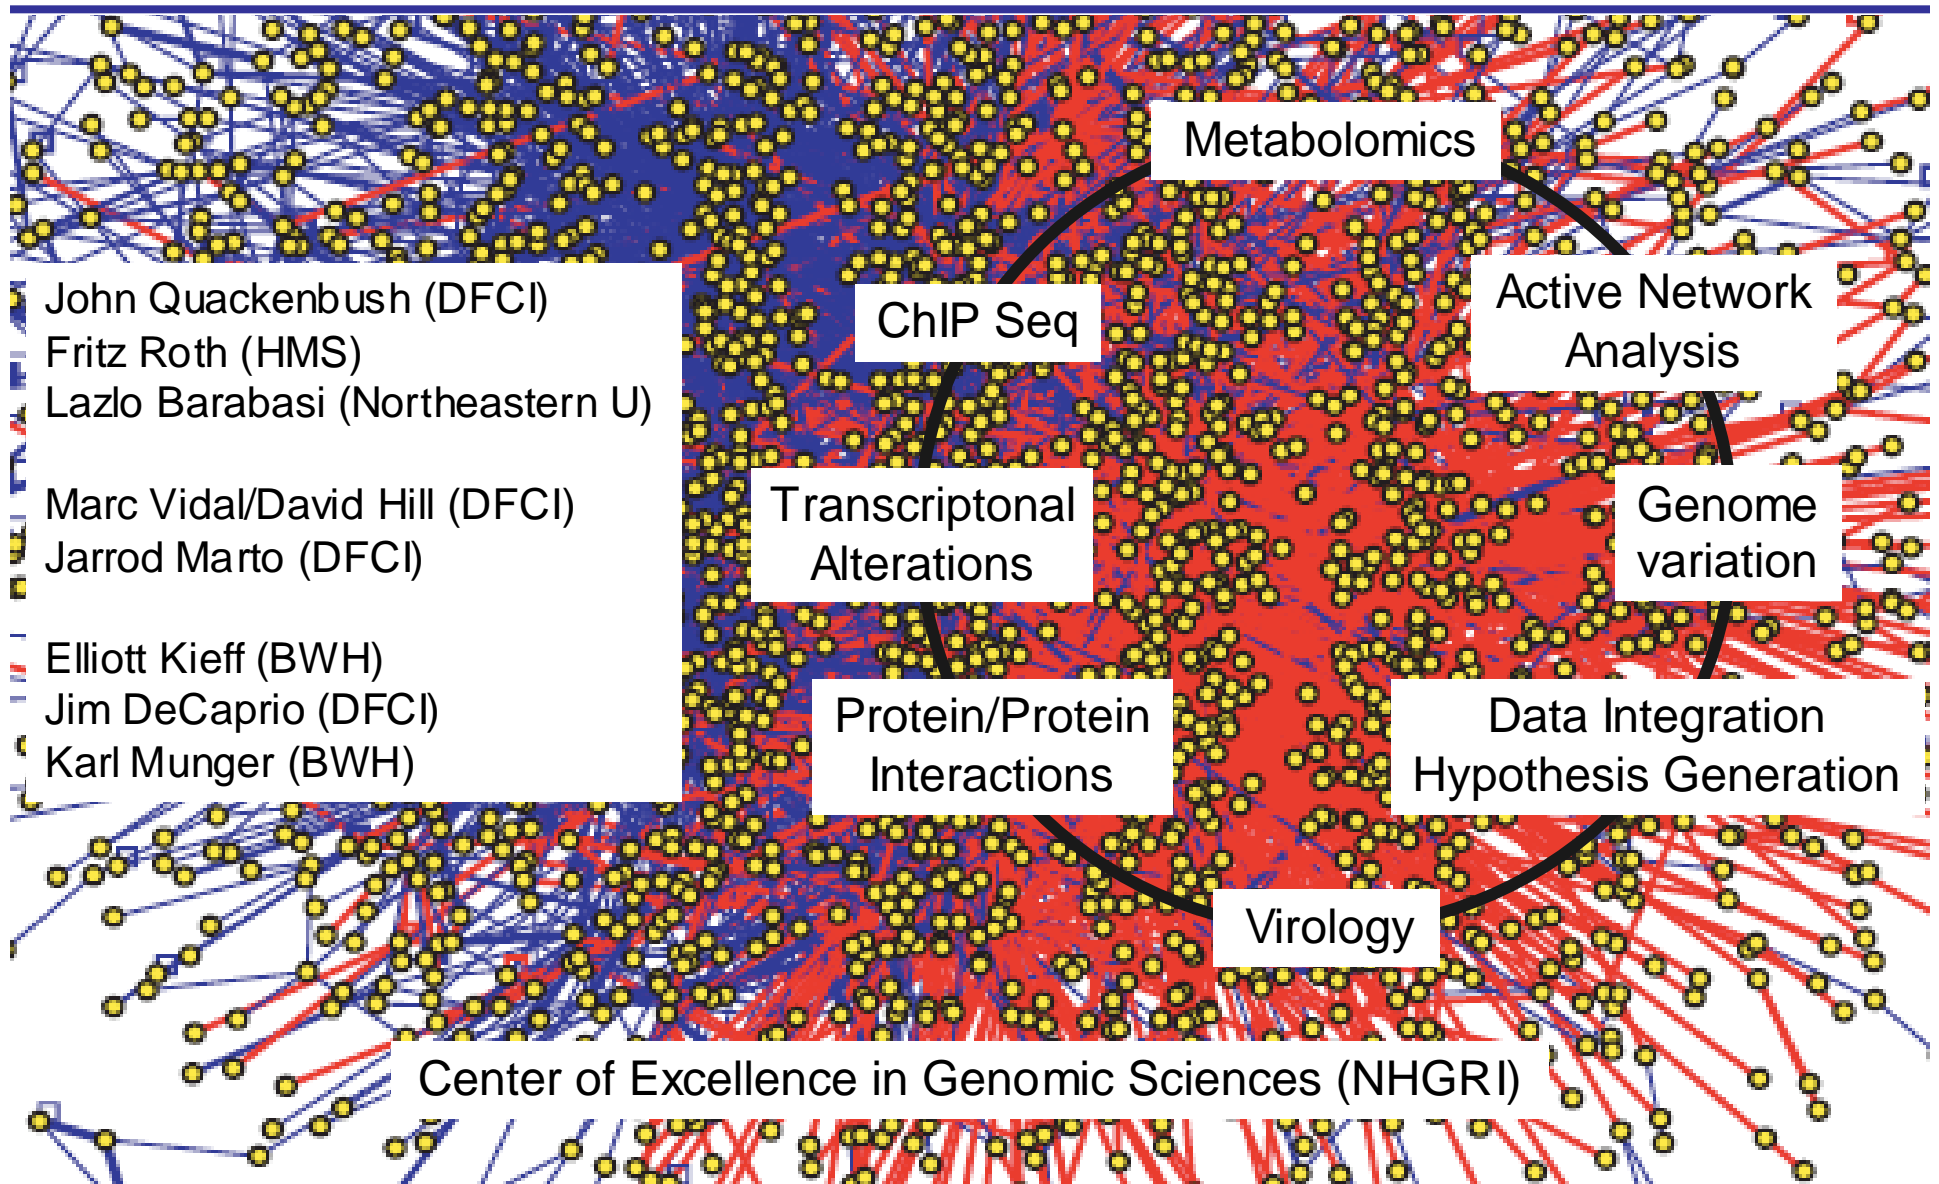 John Quackenbush (DFCI)
Fritz Roth (HMS)
Lazlo Barabasi (Northeastern U)
Marc Vidal/David Hill (DFCI)
Jarrod Marto (DFCI)
Elliott Kieff (BWH)
Jim DeCaprio (DFCI)
Karl Munger (BWH)
Metabolomics
ChIP Seq
Active Network
Analysis
Transcriptonal
Alterations
Genome
variation
Protein/Protein
Interactions
Data Integration
Hypothesis Generation
Virology
Center of Excellence in Genomic Sciences (NHGRI)